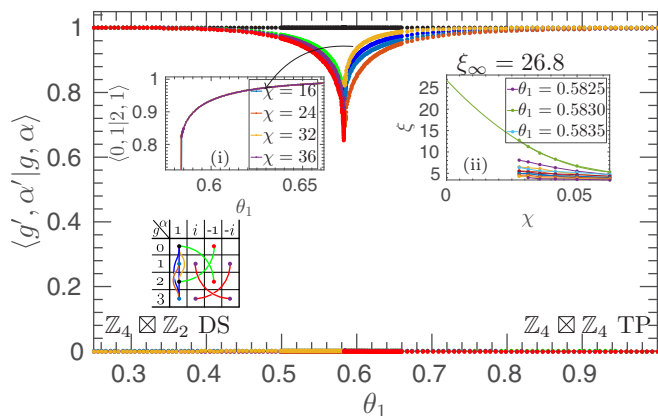 ⟨g′, α′|g, α⟩
1
0.8
0.6
0.4
0.2
0
0.3
0.4
0.5
0.6
0.7
0.8
0.9
1
θ₁
⟨0, 1|2, 1⟩
1
0.9
0.8
0.6
0.65
θ₁
(i)
χ = 16
χ = 24
χ = 32
χ = 36
ξ∞ = 26.8
ξ
25
20
15
10
5
0
0.05
χ
(ii)
θ₁ = 0.5825
θ₁ = 0.5830
θ₁ = 0.5835
g α 1 i -1 -i
0
1
2
3
ℤ₄ ⊠ ℤ₂ DS
ℤ₄ ⊠ ℤ₄ TP